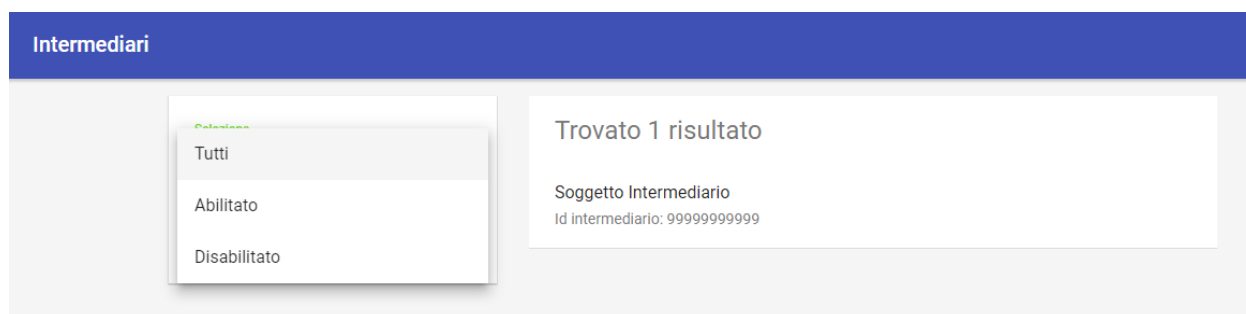 Intermediari
Tutti
Abilitato
Disabilitato
Trovato 1 risultato
Soggetto Intermediario
Id intermediario: 99999999999